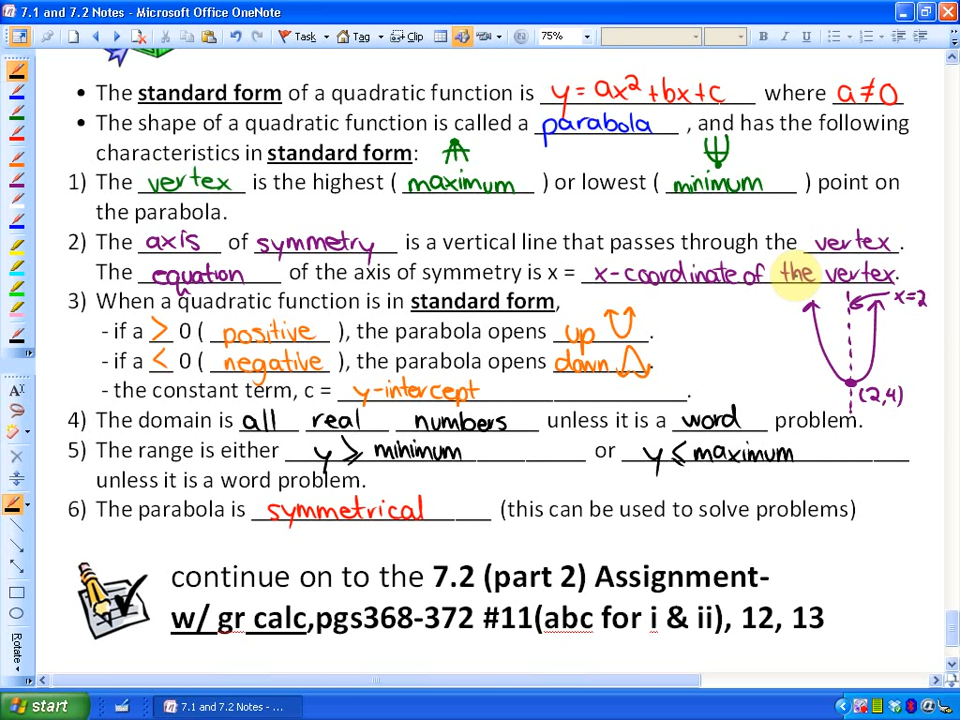 7.1 and 7.2 Notes - Microsoft Office OneNote
Task Tag Clip 75% B I U
• The standard form of a quadratic function is y = ax² + bx + c where a ≠ 0
• The shape of a quadratic function is called a parabola , and has the following
characteristics in standard form:
1) The vertex is the highest ( maximum ) or lowest ( minimum ) point on
the parabola.
2) The axis of symmetry is a vertical line that passes through the vertex.
The equation of the axis of symmetry is x = x-coordinate of the vertex.
3) When a quadratic function is in standard form,
x=2
- if a > 0 ( positive ), the parabola opens up .
- if a < 0 ( negative ), the parabola opens down.
- the constant term, c = y-intercept.
(2,4)
4) The domain is all real numbers unless it is a word problem.
5) The range is either y ≥ minimum or y ≤ maximum
unless it is a word problem.
6) The parabola is symmetrical (this can be used to solve problems)
continue on to the 7.2 (part 2) Assignment-
w/ gr calc,pgs368-372 #11(abc for i & ii), 12, 13
Rotate
start 7.1 and 7.2 Notes - ... 7:00 PM